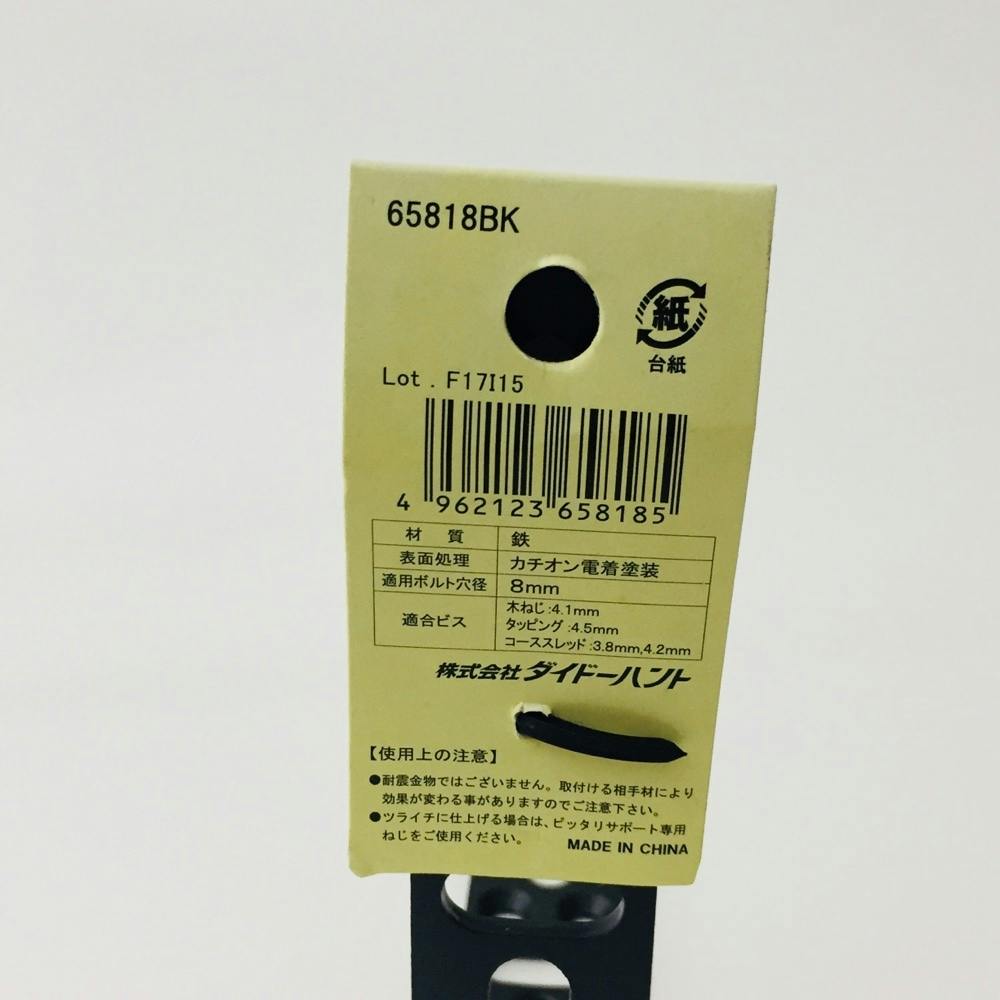 65818BK
紙
台紙
Lot . F17I15
4 962123 658185
材 質 鉄
表面処理 カチオン電着塗装
適用ボルト穴径 8mm
適合ビス 木ねじ:4.1mm
タッピング:4.5mm
コーススレッド:3.8mm,4.2mm
株式会社ダイドーハント
【使用上の注意】
●耐震金物ではございません。取付ける相手材により
効果が変わる事がありますのでご注意下さい。
●ツライチに仕上げる場合は、ピッタリサポート専用
ねじをご使用ください。
MADE IN CHINA